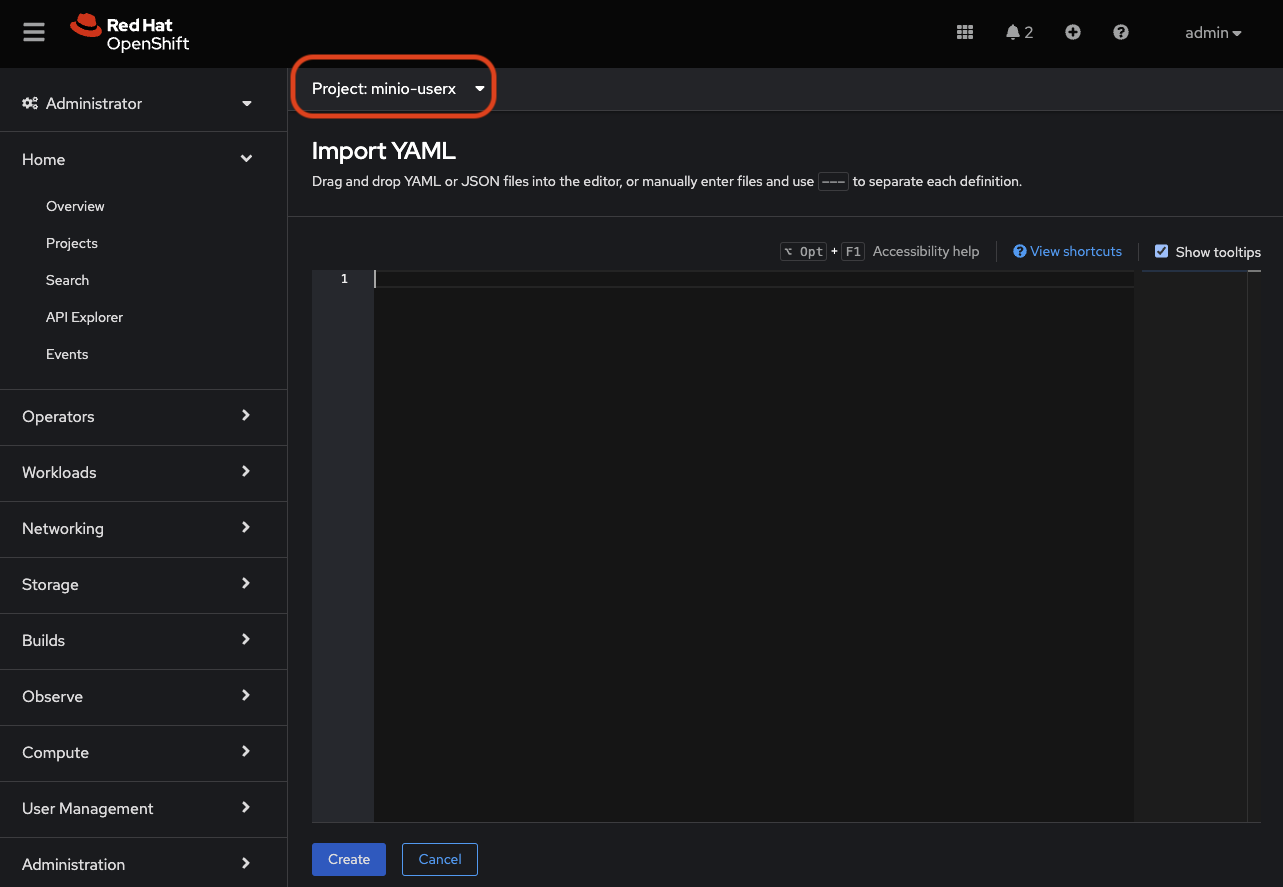 Red Hat
OpenShift
2
admin
Administrator
Project: minio-userx
Home
Overview
Projects
Search
API Explorer
Events
Operators
Workloads
Networking
Storage
Builds
Observe
Compute
User Management
Administration
Import YAML
Drag and drop YAML or JSON files into the editor, or manually enter files and use --- to separate each definition.
⌥ Opt + F1 Accessibility help View shortcuts Show tooltips
1
Create Cancel